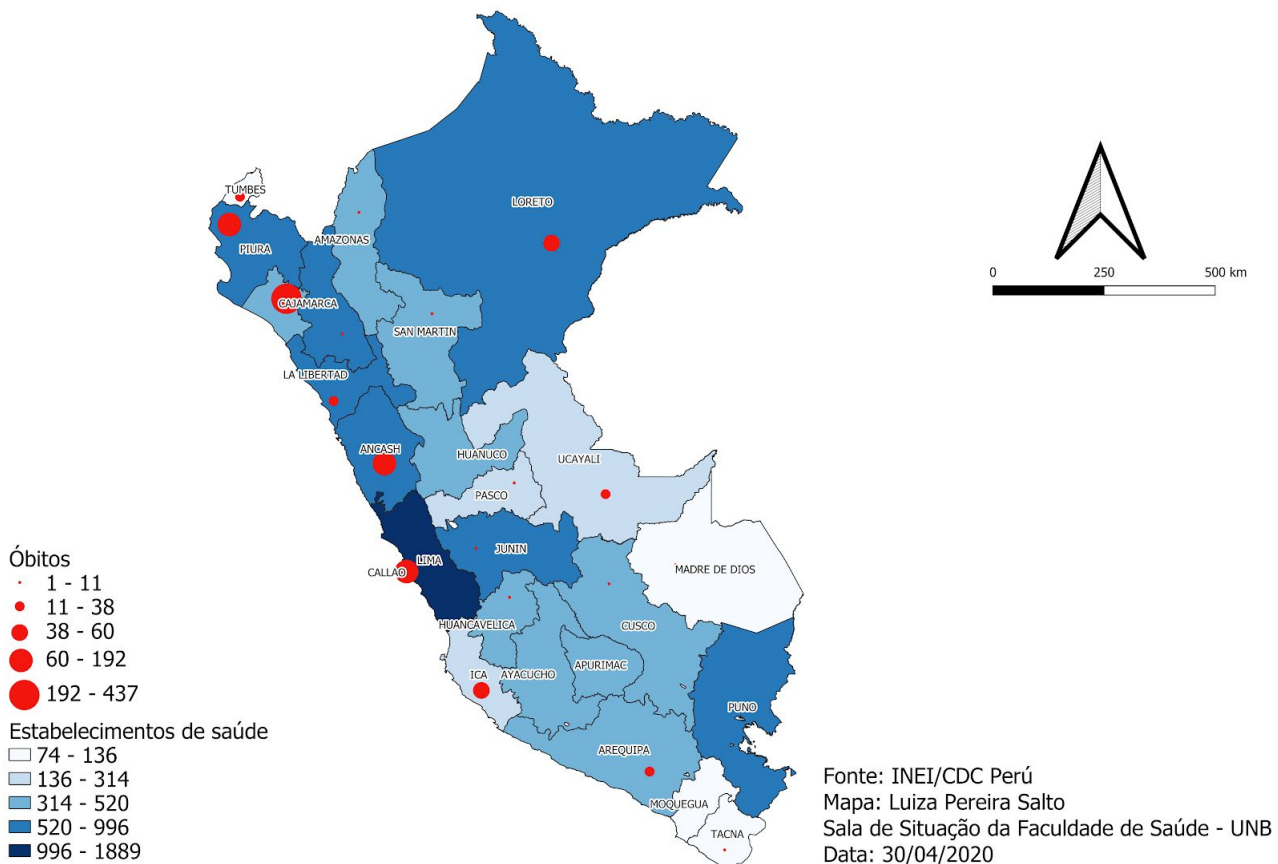 TUMBES
PIURA
AMAZONAS
LORETO
CAJAMARCA
SAN MARTIN
LA LIBERTAD
ANCASH
HUANUCO
UCAYALI
PASCO
LIMA
JUNIN
CALLAO
MADRE DE DIOS
HUANCAVELICA
CUSCO
ICA
AYACUCHO
APURIMAC
PUNO
AREQUIPA
MOQUEGUA
TACNA
0 250 500 km
Óbitos
1 - 11
11 - 38
38 - 60
60 - 192
192 - 437
Estabelecimentos de saúde
74 - 136
136 - 314
314 - 520
520 - 996
996 - 1889
Fonte: INEI/CDC Perú
Mapa: Luiza Pereira Salto
Sala de Situação da Faculdade de Saúde - UNB
Data: 30/04/2020